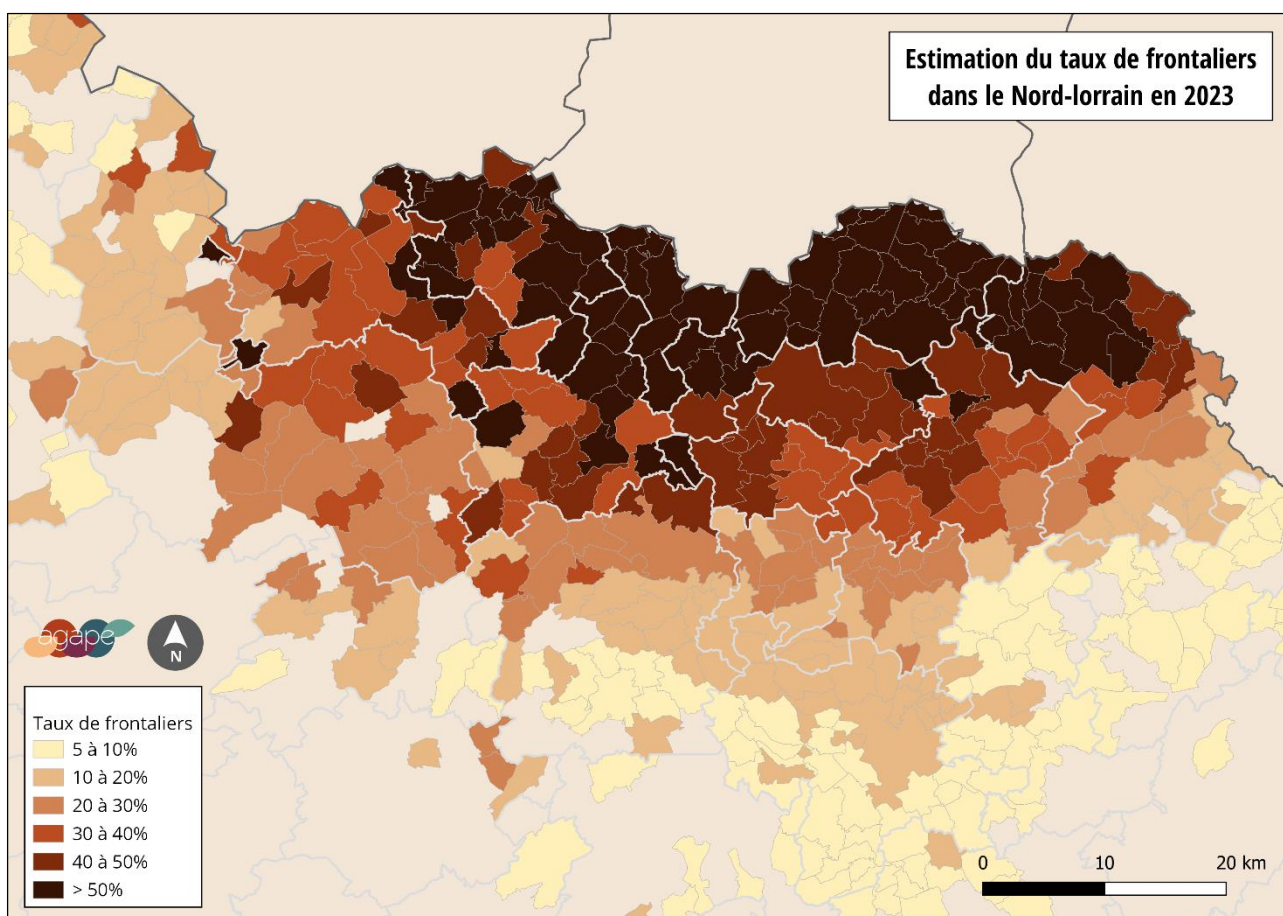 Estimation du taux de frontaliers
dans le Nord-lorrain en 2023
agape
N
Taux de frontaliers
5 à 10%
10 à 20%
20 à 30%
30 à 40%
40 à 50%
> 50%
0 10 20 km